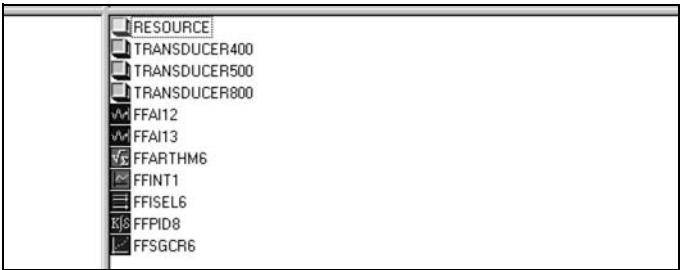 RESOURCE
TRANSDUCER400
TRANSDUCER500
TRANSDUCER800
FFAI12
FFAI13
FFARTHM6
FFINT1
FFISEL6
FFPID8
FFSGCR6